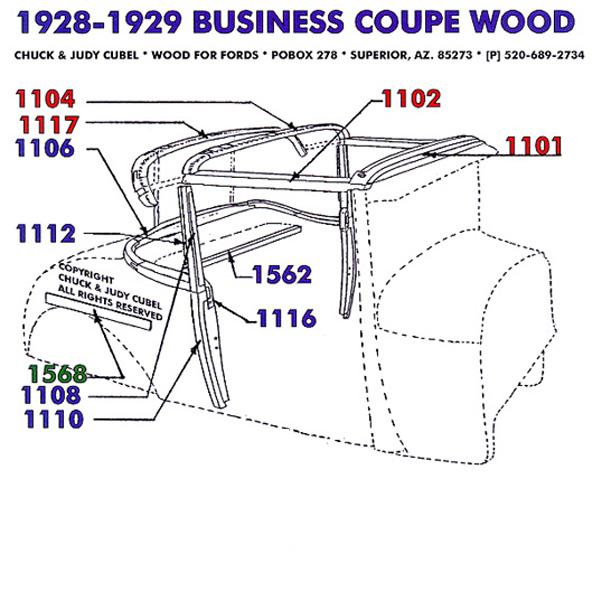 1928-1929 BUSINESS COUPE WOOD
CHUCK & JUDY CUBEL * WOOD FOR FORDS * POBOX 278 * SUPERIOR, AZ. 85273 * [P] 520-689-2734
1104
1102
1117
1106
1101
1112
1562
COPYRIGHT
CHUCK & JUDY CUBEL
ALL RIGHTS RESERVED
1116
1568
1108
1110